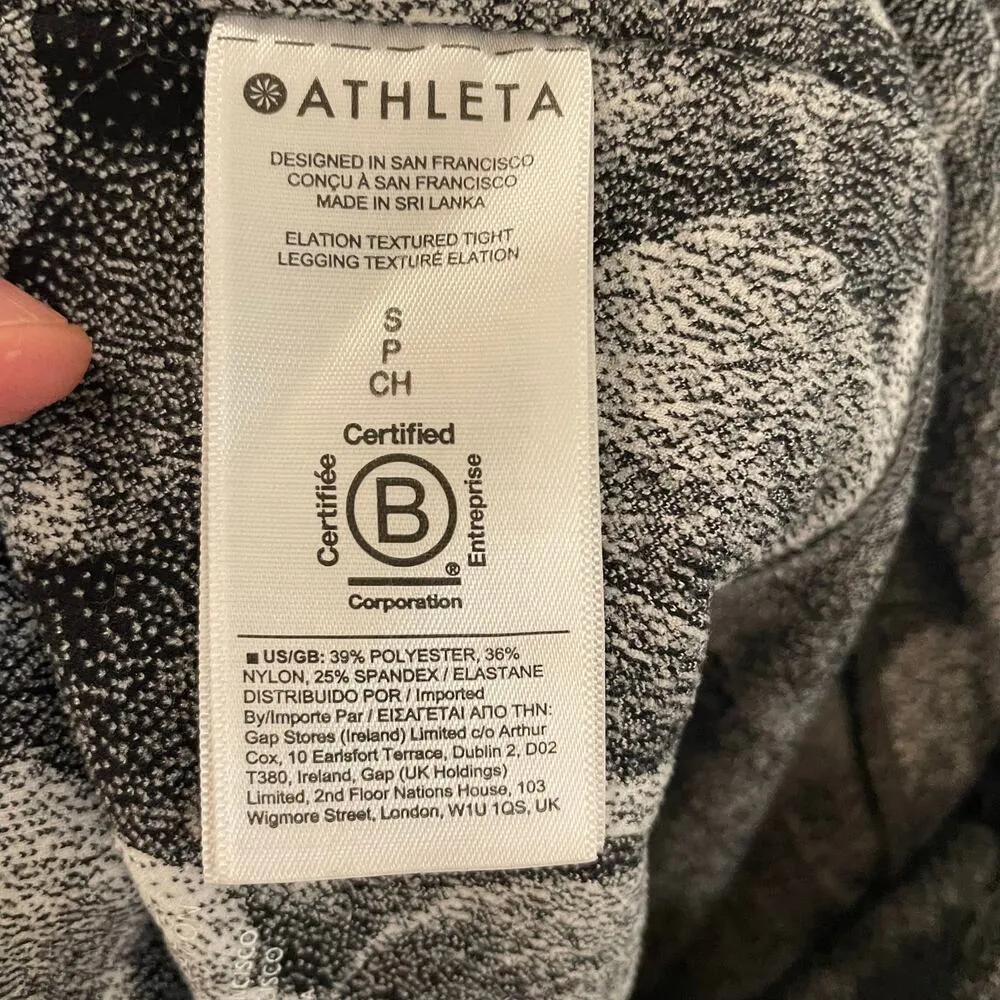 ATHLETA
DESIGNED IN SAN FRANCISCO
CONÇU À SAN FRANCISCO
MADE IN SRI LANKA
ELATION TEXTURED TIGHT
LEGGING TEXTURÉ ELATION
S
P
CH
Certified
Certifiée
B
Entreprise
®
Corporation
■ US/GB: 39% POLYESTER, 36%
NYLON, 25% SPANDEX / ELASTANE
DISTRIBUIDO POR / Imported
By/Importe Par / ΕΙΣΑΓΕΤΑΙ ΑΠΟ ΤΗΝ:
Gap Stores (Ireland) Limited c/o Arthur
Cox, 10 Earlsfort Terrace, Dublin 2, D02
T380, Ireland, Gap (UK Holdings)
Limited, 2nd Floor Nations House, 103
Wigmore Street, London, W1U 1QS, UK